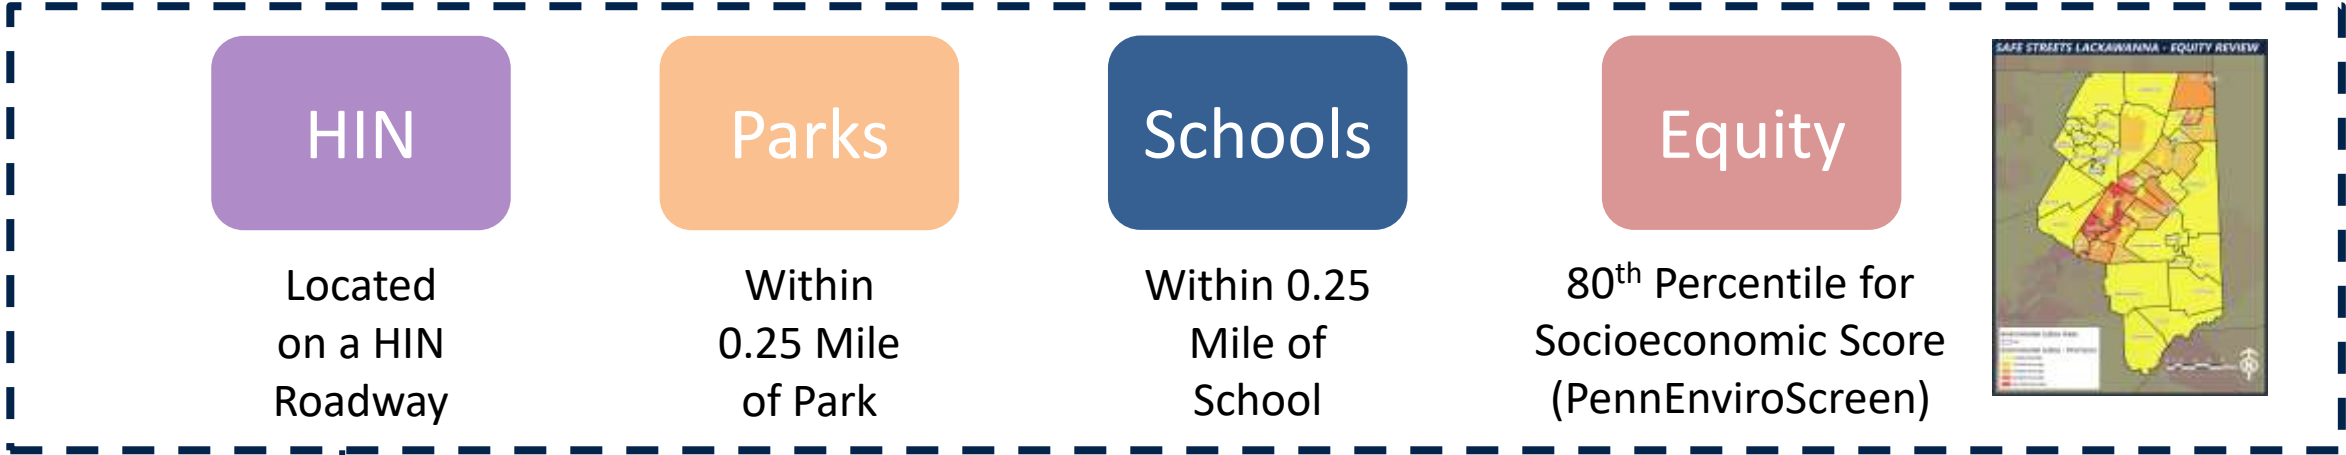 HIN
Located
on a HIN
Roadway
Parks
Within
0.25 Mile
of Park
Schools
Within 0.25
Mile of
School
Equity
80th Percentile for
Socioeconomic Score
(PennEnviroScreen)
SAFE STREETS LACKAWANNA - EQUITY REVIEW